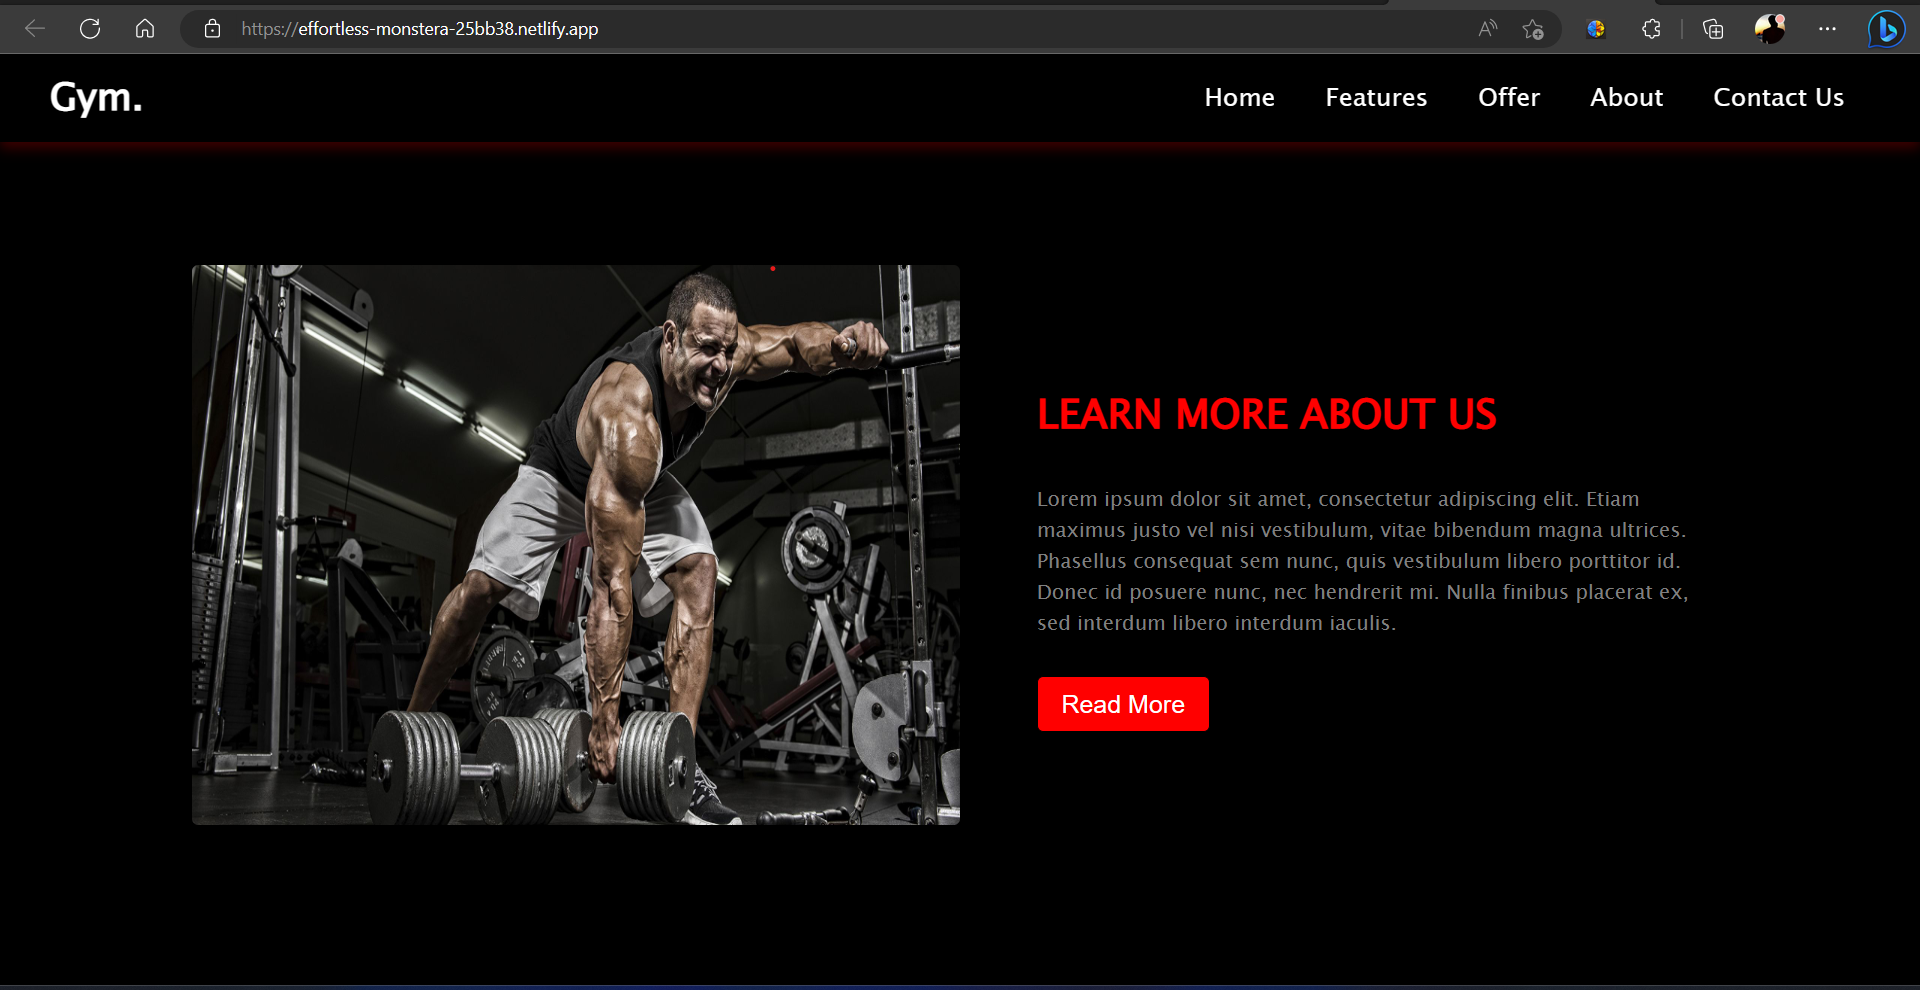 https://effortless-monstera-25bb38.netlify.app
Gym.
Home Features Offer About Contact Us
LEARN MORE ABOUT US
Lorem ipsum dolor sit amet, consectetur adipiscing elit. Etiam
maximus justo vel nisi vestibulum, vitae bibendum magna ultrices.
Phasellus consequat sem nunc, quis vestibulum libero porttitor id.
Donec id posuere nunc, nec hendrerit mi. Nulla finibus placerat ex,
sed interdum libero interdum iaculis.
Read More